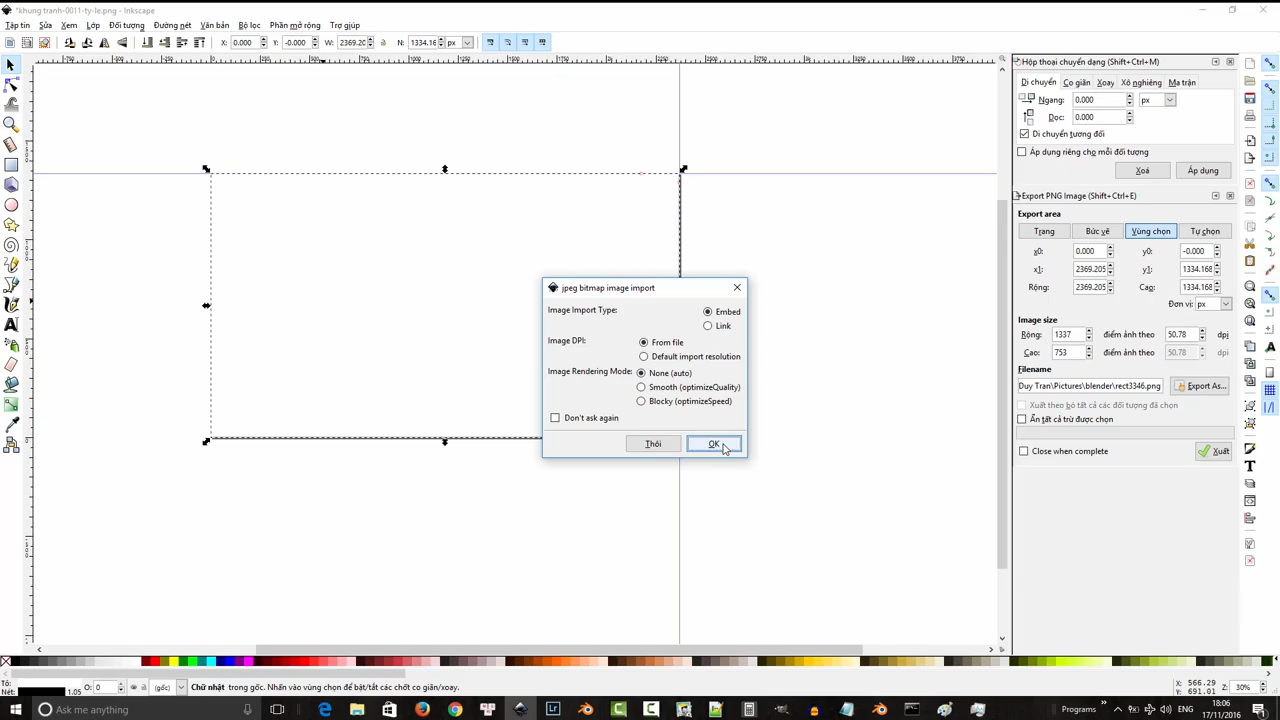 *khung tranh-0011-ty-le.png - Inkscape
Tập tin Sửa Xem Lớp Đối tượng Đường nét Văn bản Bộ lọc Phần mở rộng Trợ giúp
X: 0.000 Y: -0.000 W: 2369.20 N: 1334.16 px
Hộp thoại chuyển dạng (Shift+Ctrl+M)
Di chuyển Co giãn Xoay Xô nghiêng Ma trận
Ngang: 0.000 px
Dọc: 0.000
Di chuyển tương đối
Áp dụng riêng cho mỗi đối tượng
Xoá Áp dụng
Export PNG Image (Shift+Ctrl+E)
Export area
Trang Bức vẽ Vùng chọn Tự chọn
x0: 0.000 y0: -0.000
x1: 2369.205 y1: 1334.168
Rộng: 2369.205 Cao: 1334.168
Đơn vị: px
Image size
Rộng: 1337 điểm ảnh theo 50.78 dpi
Cao: 753 điểm ảnh theo 50.78 dpi
Filename
Duy Tran\Pictures\blender\rect3346.png Export As...
Xuất theo bó tất cả các đối tượng đã chọn
Ẩn tất cả trừ được chọn
Close when complete Xuất
jpeg bitmap image import
Image Import Type: Embed
Link
Image DPI: From file
Default import resolution
Image Rendering Mode: None (auto)
Smooth (optimizeQuality)
Blocky (optimizeSpeed)
Don't ask again
Thôi OK
Tô:
Nét: 1.05 O: 0 (gốc) Chữ nhật trong gốc. Nhấn vào vùng chọn để bật/tắt các chốt co giãn/xoay.
X: 566.29
Y: 691.01 Z: 30%
Ask me anything
Programs ENG 18:06
17/11/2016